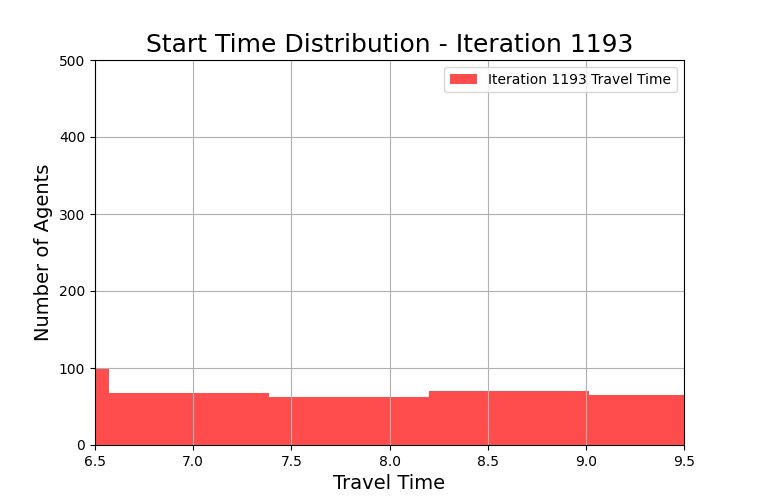 Start Time Distribution - Iteration 1193
Iteration 1193 Travel Time
Number of Agents
500
400
300
200
100
0
6.5 7.0 7.5 8.0 8.5 9.0 9.5
Travel Time